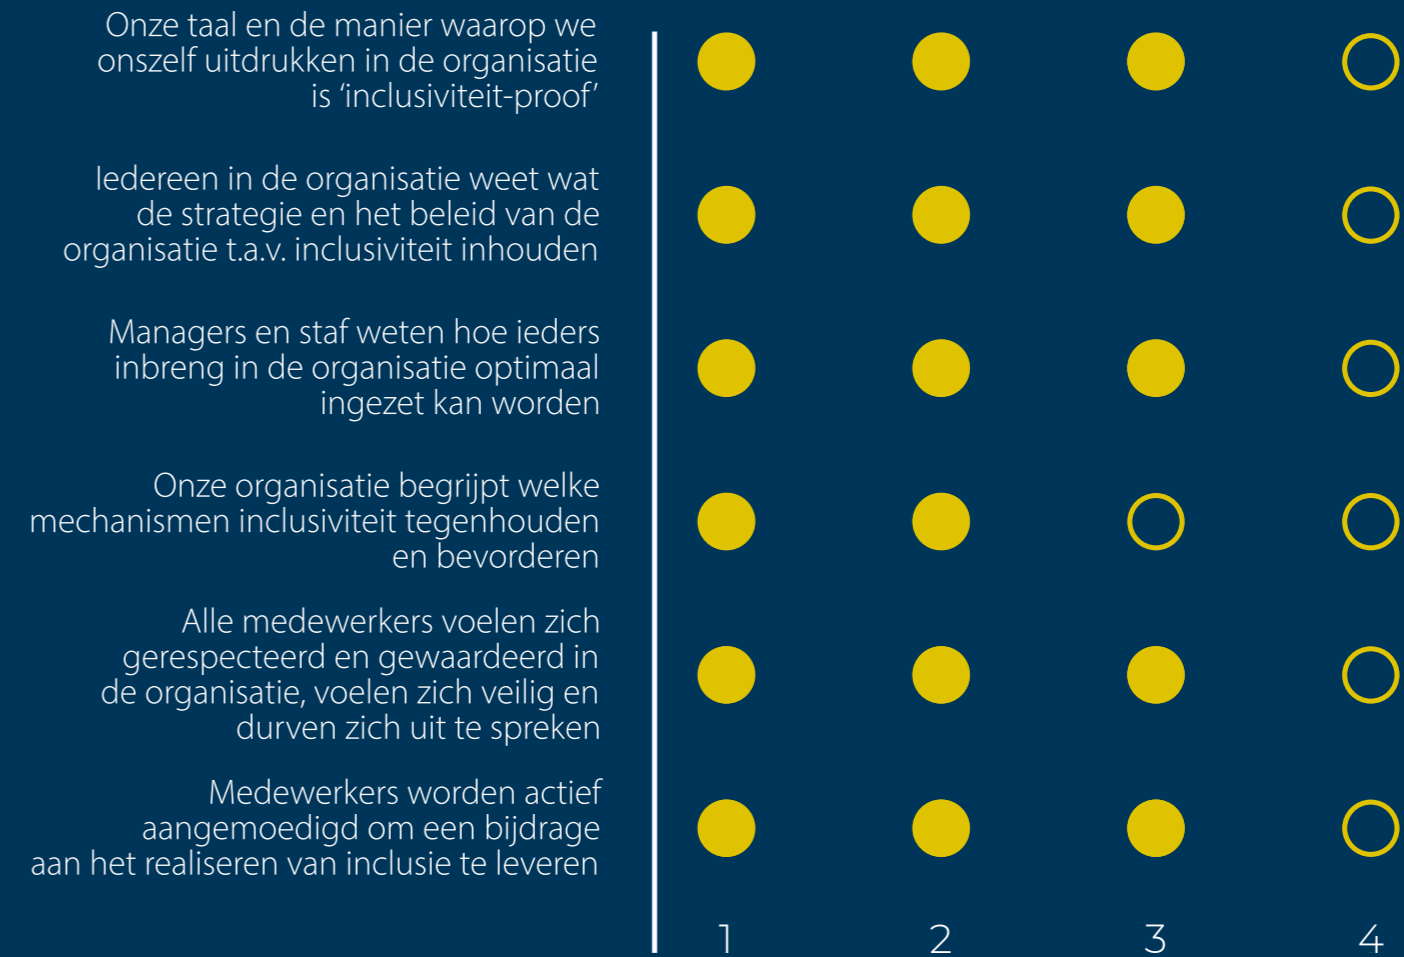 Onze taal en de manier waarop we
onszelf uitdrukken in de organisatie
is ‘inclusiviteit-proof’
Iedereen in de organisatie weet wat
de strategie en het beleid van de
organisatie t.a.v. inclusiviteit inhouden
Managers en staf weten hoe ieders
inbreng in de organisatie optimaal
ingezet kan worden
Onze organisatie begrijpt welke
mechanismen inclusiviteit tegenhouden
en bevorderen
Alle medewerkers voelen zich
gerespecteerd en gewaardeerd in
de organisatie, voelen zich veilig en
durven zich uit te spreken
Medewerkers worden actief
aangemoedigd om een bijdrage
aan het realiseren van inclusie te leveren
1 2 3 4